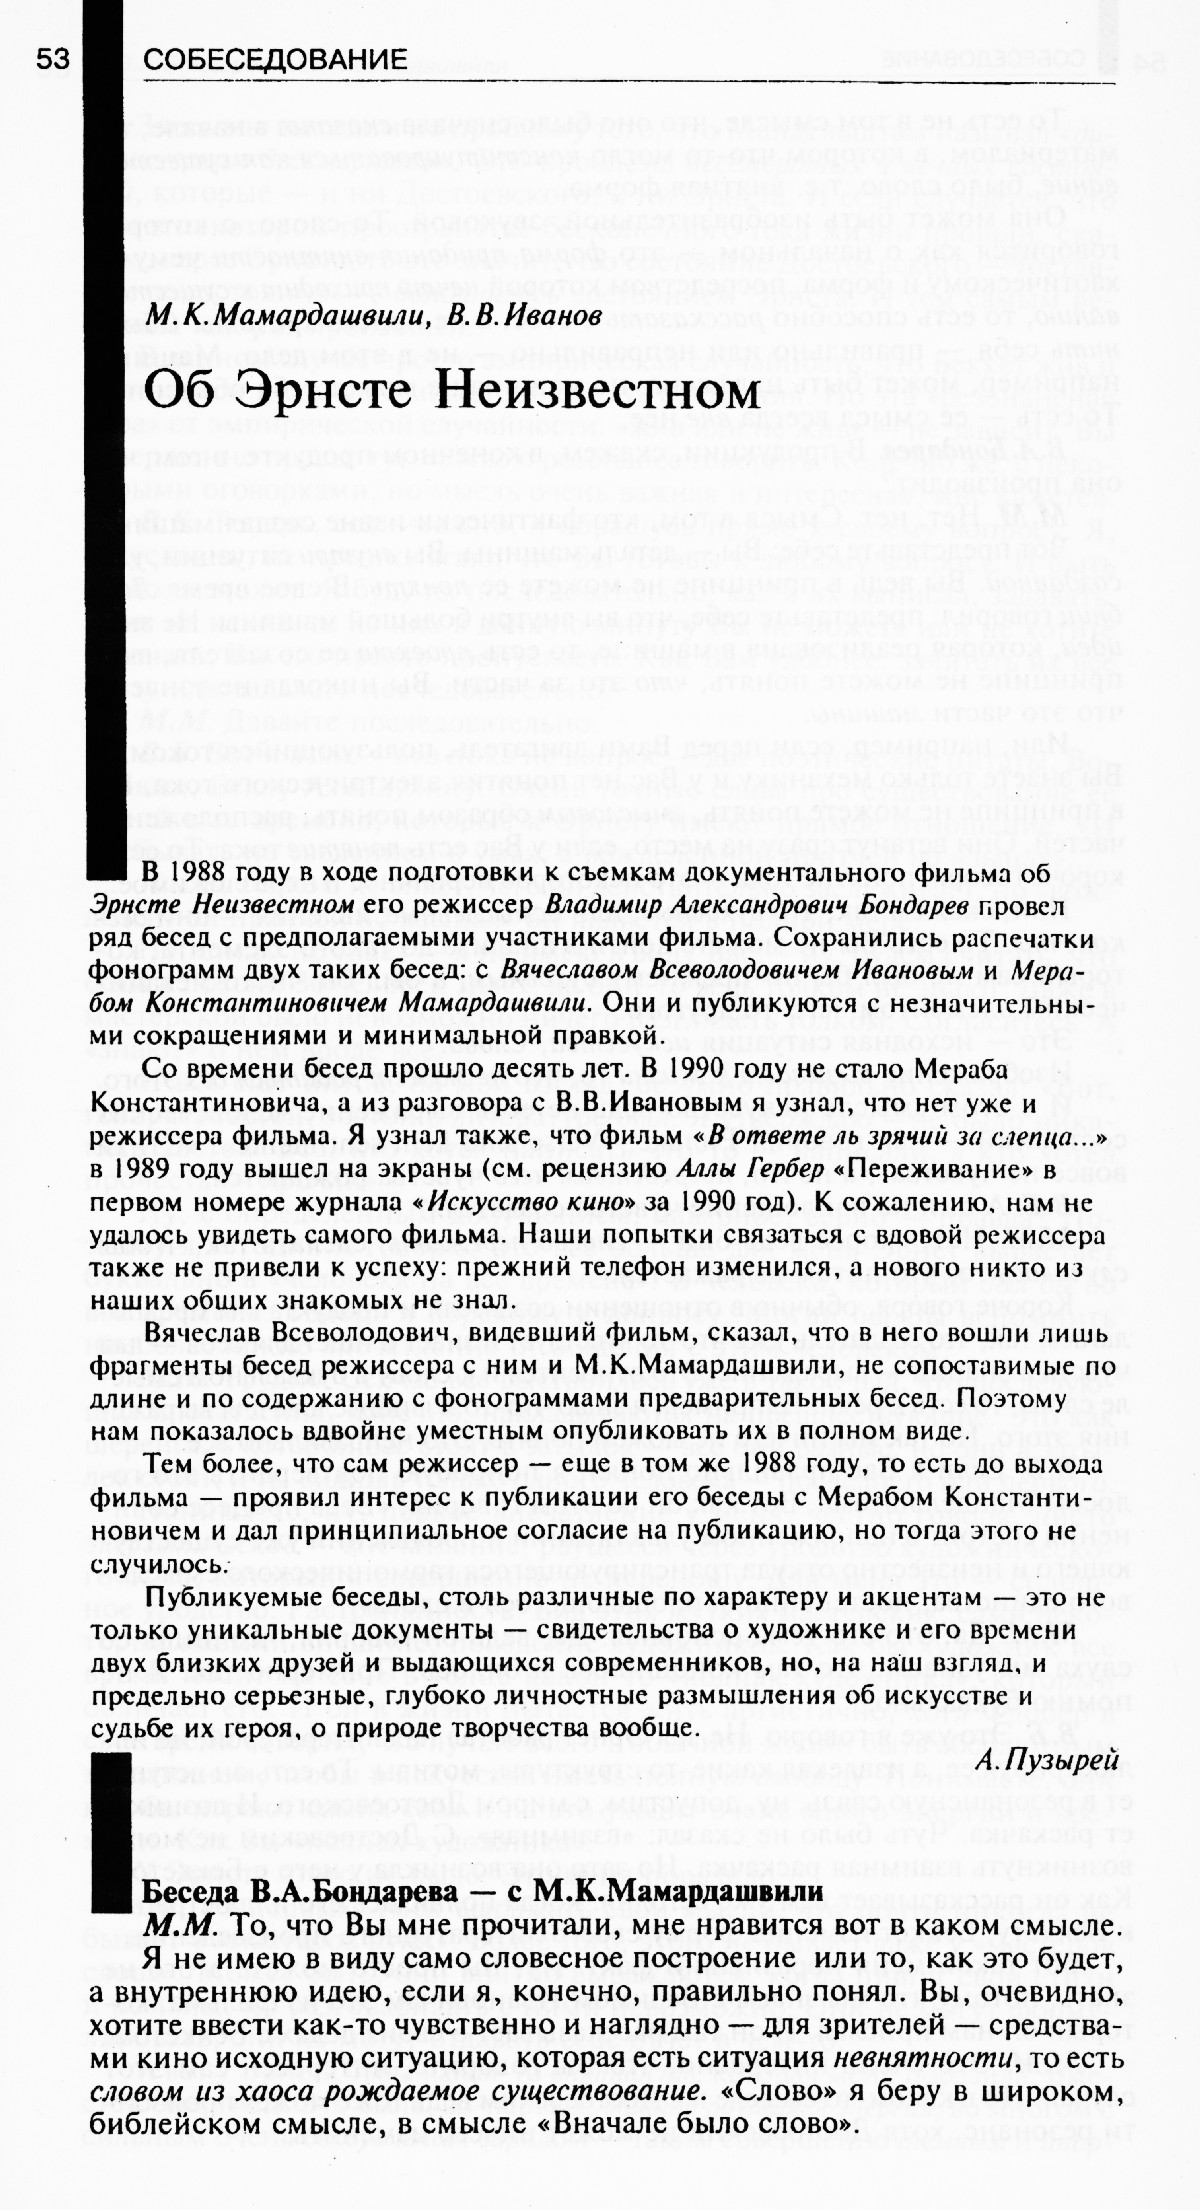 53
СОБЕСЕДОВАНИЕ
М.К.Мамардашвили, В.В.Иванов
Об Эрнсте Неизвестном
В 1988 году в ходе подготовки к съемкам документального фильма об
Эрнсте Неизвестном его режиссер Владимир Александрович Бондарев провел
ряд бесед с предполагаемыми участниками фильма. Сохранились распечатки
фонограмм двух таких бесед: с Вячеславом Всеволодовичем Ивановым и Мера-
бом Константиновичем Мамардашвили. Они и публикуются с незначительны-
ми сокращениями и минимальной правкой.
Со времени бесед прошло десять лет. В 1990 году не стало Мераба
Константиновича, а из разговора с В.В.Ивановым я узнал, что нет уже и
режиссера фильма. Я узнал также, что фильм «В ответе ль зрячий за слепца...»
в 1989 году вышел на экраны (см. рецензию Аллы Гербер «Переживание» в
первом номере журнала «Искусство кино» за 1990 год). К сожалению, нам не
удалось увидеть самого фильма. Наши попытки связаться с вдовой режиссера
также не привели к успеху: прежний телефон изменился, а нового никто из
наших общих знакомых не знал.
Вячеслав Всеволодович, видевший фильм, сказал, что в него вошли лишь
фрагменты бесед режиссера с ним и М.К.Мамардашвили, не сопоставимые по
длине и по содержанию с фонограммами предварительных бесед. Поэтому
нам показалось вдвойне уместным опубликовать их в полном виде.
Тем более, что сам режиссер — еще в том же 1988 году, то есть до выхода
фильма — проявил интерес к публикации его беседы с Мерабом Константи-
новичем и дал принципиальное согласие на публикацию, но тогда этого не
случилось.
Публикуемые беседы, столь различные по характеру и акцентам — это не
только уникальные документы — свидетельства о художнике и его времени
двух близких друзей и выдающихся современников, но, на наш взгляд, и
предельно серьезные, глубоко личностные размышления об искусстве и
судьбе их героя, о природе творчества вообще.
А.Пузырей
Беседа В.А.Бондарева — с М.К.Мамардашвили
М.М. То, что Вы мне прочитали, мне нравится вот в каком смысле.
Я не имею в виду само словесное построение или то, как это будет,
а внутреннюю идею, если я, конечно, правильно понял. Вы, очевидно,
хотите ввести как-то чувственно и наглядно — для зрителей — средства-
ми кино исходную ситуацию, которая есть ситуация невнятности, то есть
словом из хаоса рождаемое существование. «Слово» я беру в широком,
библейском смысле, в смысле «Вначале было слово».